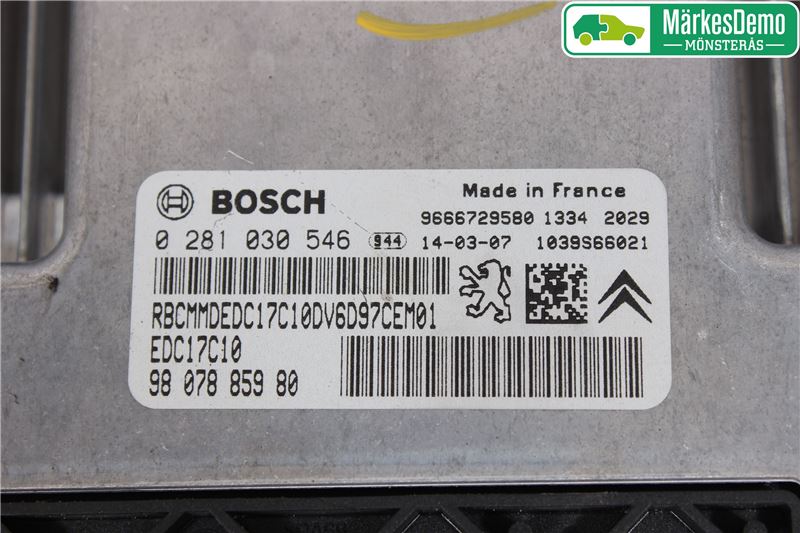 MärkesDemo
MÖNSTERÅS
BOSCH
Made in France
9666729580 1334 2029
0 281 030 546 944 14-03-07 1039S66021
RBCMMDEDC17C10DV6D97CEM01
EDC17C10
98 078 859 80